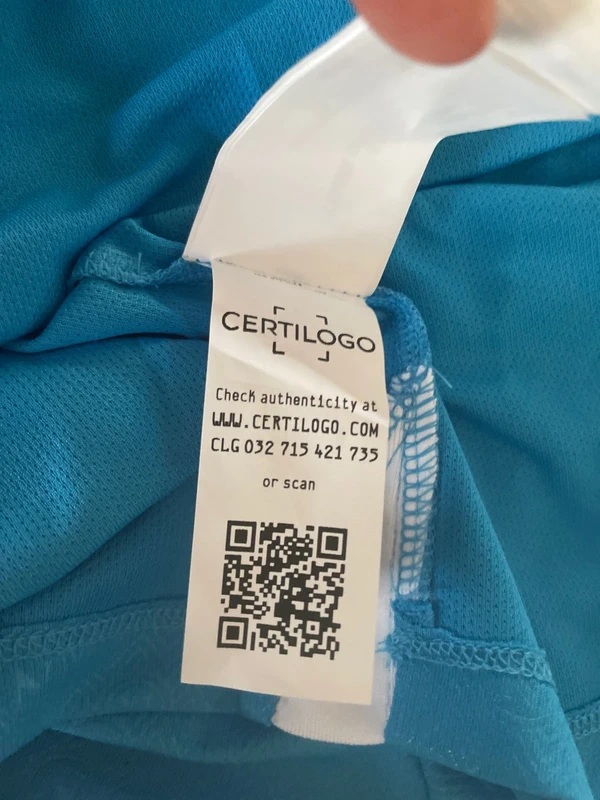 CERTILOGO
Check authenticity at
WWW.CERTILOGO.COM
CLG 032 715 421 735
or scan